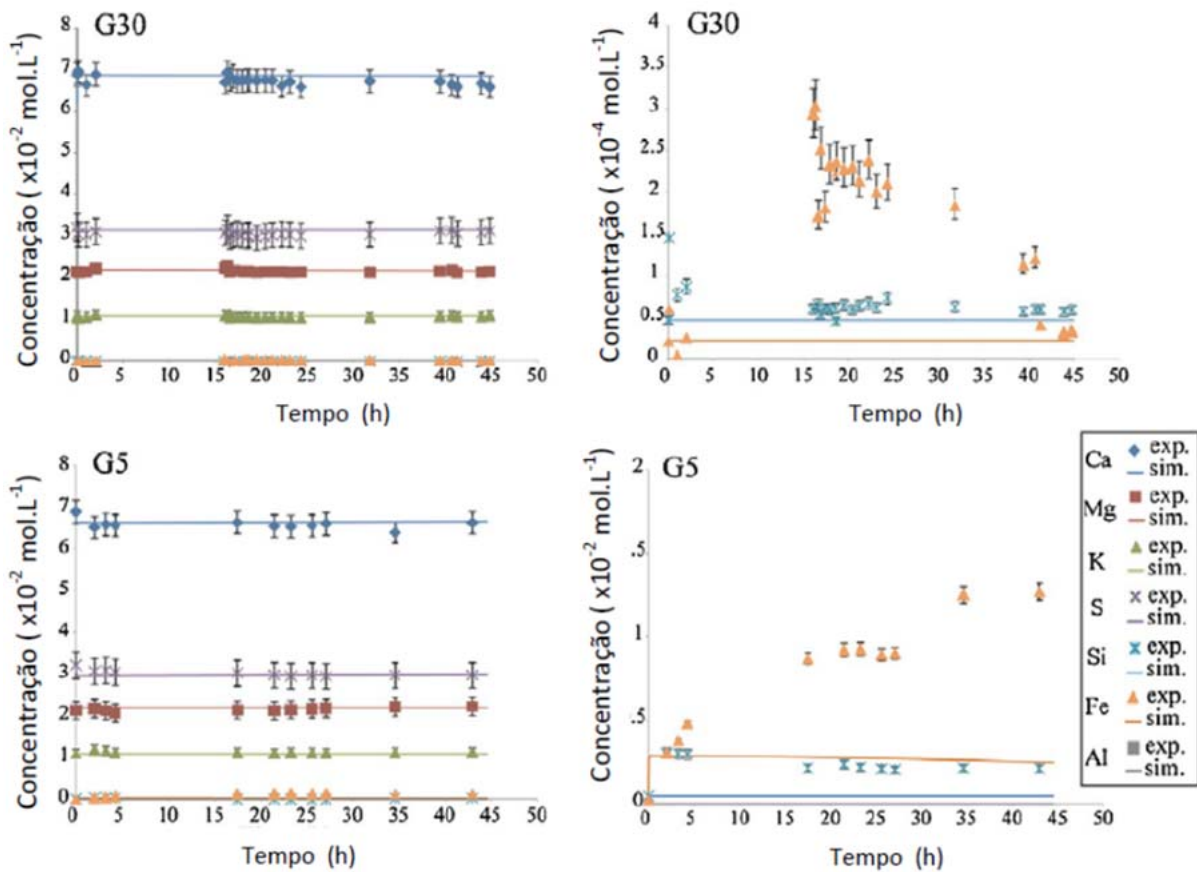 G30
Concentração ( x10⁻² mol.L⁻¹)
8
7
6
5
4
3
2
1
0
0 5 10 15 20 25 30 35 40 45 50
Tempo (h)
G30
Concentração ( x10⁻⁴ mol.L⁻¹)
4
3
2
1.5
1
0.5
0
0 5 10 15 20 25 30 35 40 45 50
Tempo (h)
G5
Concentração ( x10⁻² mol.L⁻¹)
8
7
6
5
4
3
2
1
0
0 5 10 15 20 25 30 35 40 45 50
Tempo (h)
G5
Concentração ( x10⁻² mol.L⁻¹)
2
.5
1
.5
0
0 5 10 15 20 25 30 35 40 45 50
Tempo (h)
Ca exp.
sim.
Mg exp.
sim.
K exp.
sim.
S exp.
sim.
Si exp.
sim.
Fe exp.
sim.
Al exp.
sim.